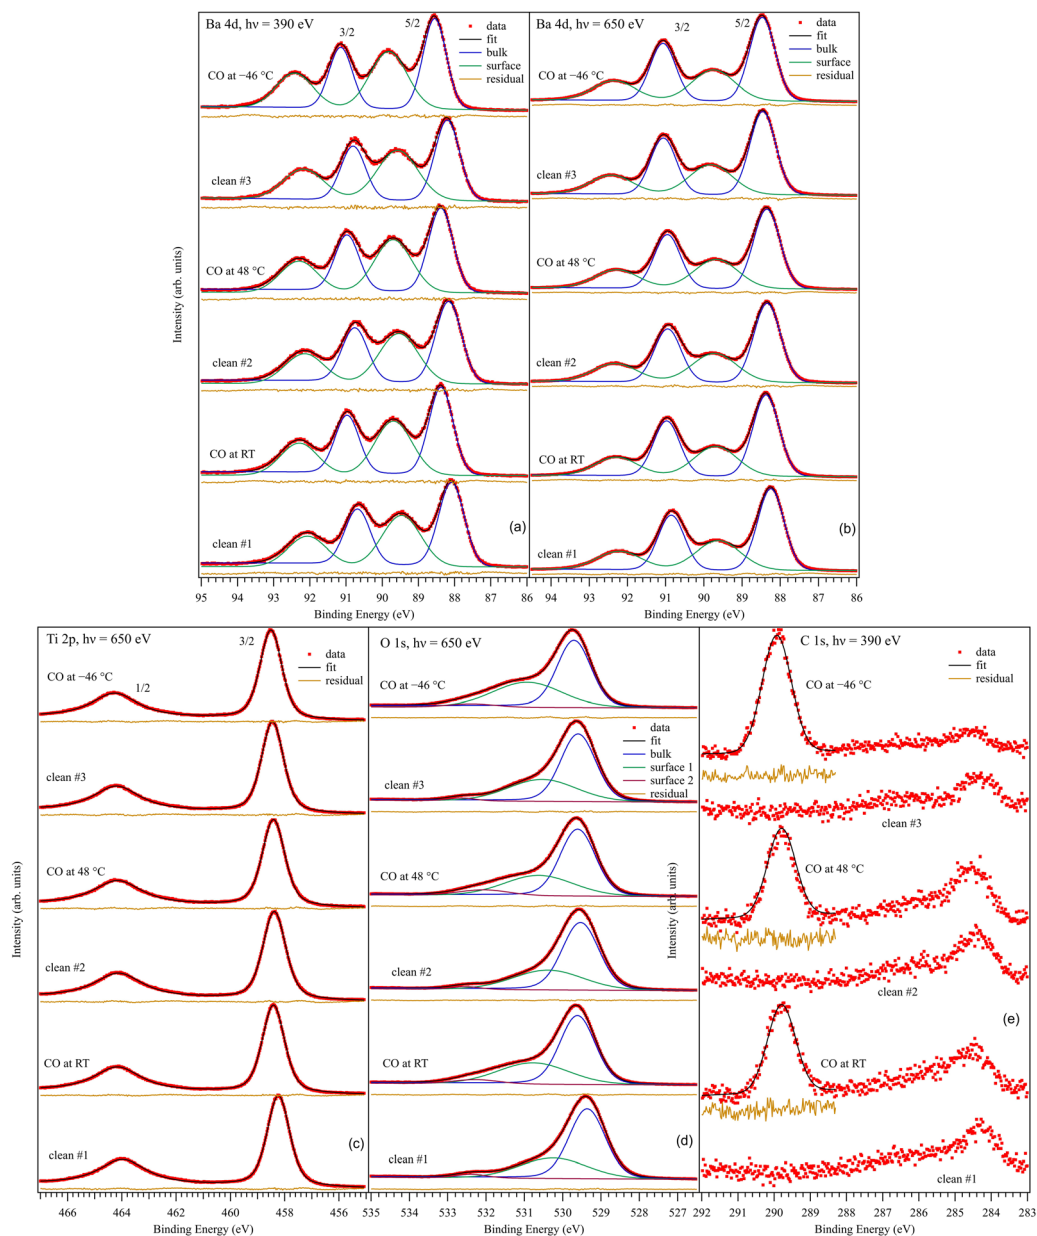 Ba 4d, hν = 390 eV
3/2
5/2
data
fit
bulk
surface
residual
CO at −46 °C
clean #3
CO at 48 °C
clean #2
CO at RT
clean #1
(a)
95 94 93 92 91 90 89 88 87 86
Binding Energy (eV)
Intensity (arb. units)
Ba 4d, hν = 650 eV
3/2
5/2
data
fit
bulk
surface
residual
CO at −46 °C
clean #3
CO at 48 °C
clean #2
CO at RT
clean #1
(b)
94 93 92 91 90 89 88 87 86
Binding Energy (eV)
Ti 2p, hν = 650 eV
3/2
1/2
data
fit
residual
CO at −46 °C
clean #3
CO at 48 °C
clean #2
CO at RT
clean #1
(c)
466 464 462 460 458 456
Binding Energy (eV)
Intensity (arb. units)
O 1s, hν = 650 eV
CO at −46 °C
data
fit
bulk
surface 1
surface 2
residual
clean #3
CO at 48 °C
clean #2
CO at RT
clean #1
(d)
535 534 533 532 531 530 529 528 527
Binding Energy (eV)
Intensity (arb. units)
C 1s, hν = 390 eV
data
fit
residual
CO at −46 °C
clean #3
CO at 48 °C
clean #2
CO at RT
clean #1
(e)
292 291 290 289 288 287 286 285 284 283
Binding Energy (eV)